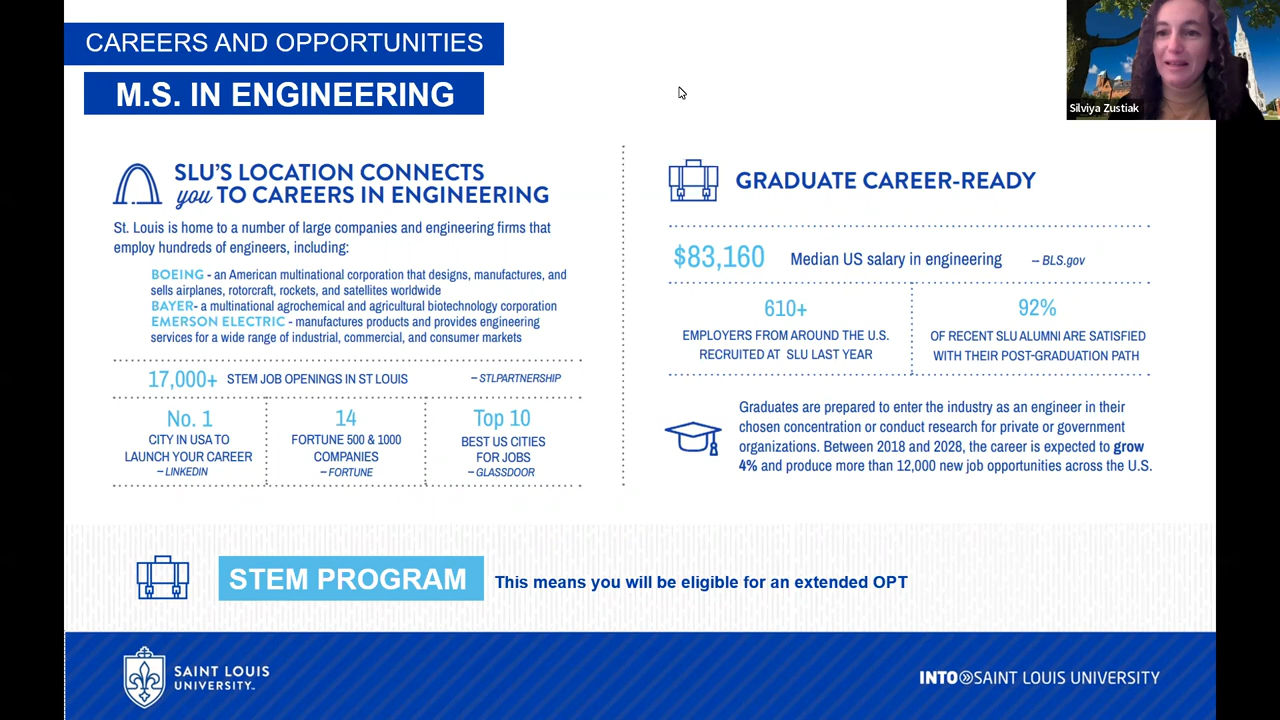 CAREERS AND OPPORTUNITIES
M.S. IN ENGINEERING
Silviya Zustiak
SLU'S LOCATION CONNECTS
you TO CAREERS IN ENGINEERING
St. Louis is home to a number of large companies and engineering firms that
employ hundreds of engineers, including:
BOEING - an American multinational corporation that designs, manufactures, and
sells airplanes, rotorcraft, rockets, and satellites worldwide
BAYER- a multinational agrochemical and agricultural biotechnology corporation
EMERSON ELECTRIC - manufactures products and provides engineering
services for a wide range of industrial, commercial, and consumer markets
17,000+ STEM JOB OPENINGS IN ST LOUIS – STLPARTNERSHIP
No. 1
CITY IN USA TO
LAUNCH YOUR CAREER
– LINKEDIN
14
FORTUNE 500 & 1000
COMPANIES
– FORTUNE
Top 10
BEST US CITIES
FOR JOBS
– GLASSDOOR
GRADUATE CAREER-READY
$83,160 Median US salary in engineering -- BLS.gov
610+
EMPLOYERS FROM AROUND THE U.S.
RECRUITED AT SLU LAST YEAR
92%
OF RECENT SLU ALUMNI ARE SATISFIED
WITH THEIR POST-GRADUATION PATH
Graduates are prepared to enter the industry as an engineer in their
chosen concentration or conduct research for private or government
organizations. Between 2018 and 2028, the career is expected to grow
4% and produce more than 12,000 new job opportunities across the U.S.
STEM PROGRAM This means you will be eligible for an extended OPT
SAINT LOUIS
UNIVERSITY™
INTO SAINT LOUIS UNIVERSITY